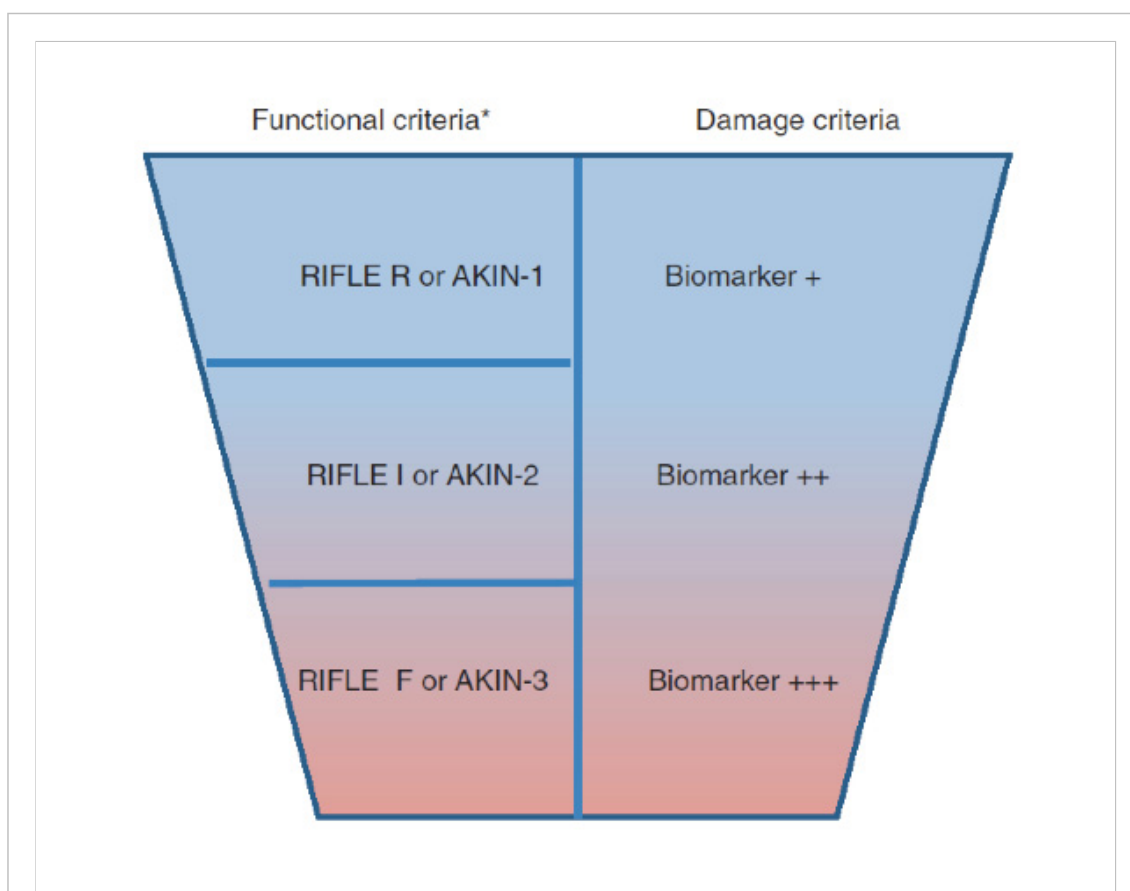 Functional criteria* Damage criteria
RIFLE R or AKIN-1 Biomarker +
RIFLE I or AKIN-2 Biomarker ++
RIFLE F or AKIN-3 Biomarker +++